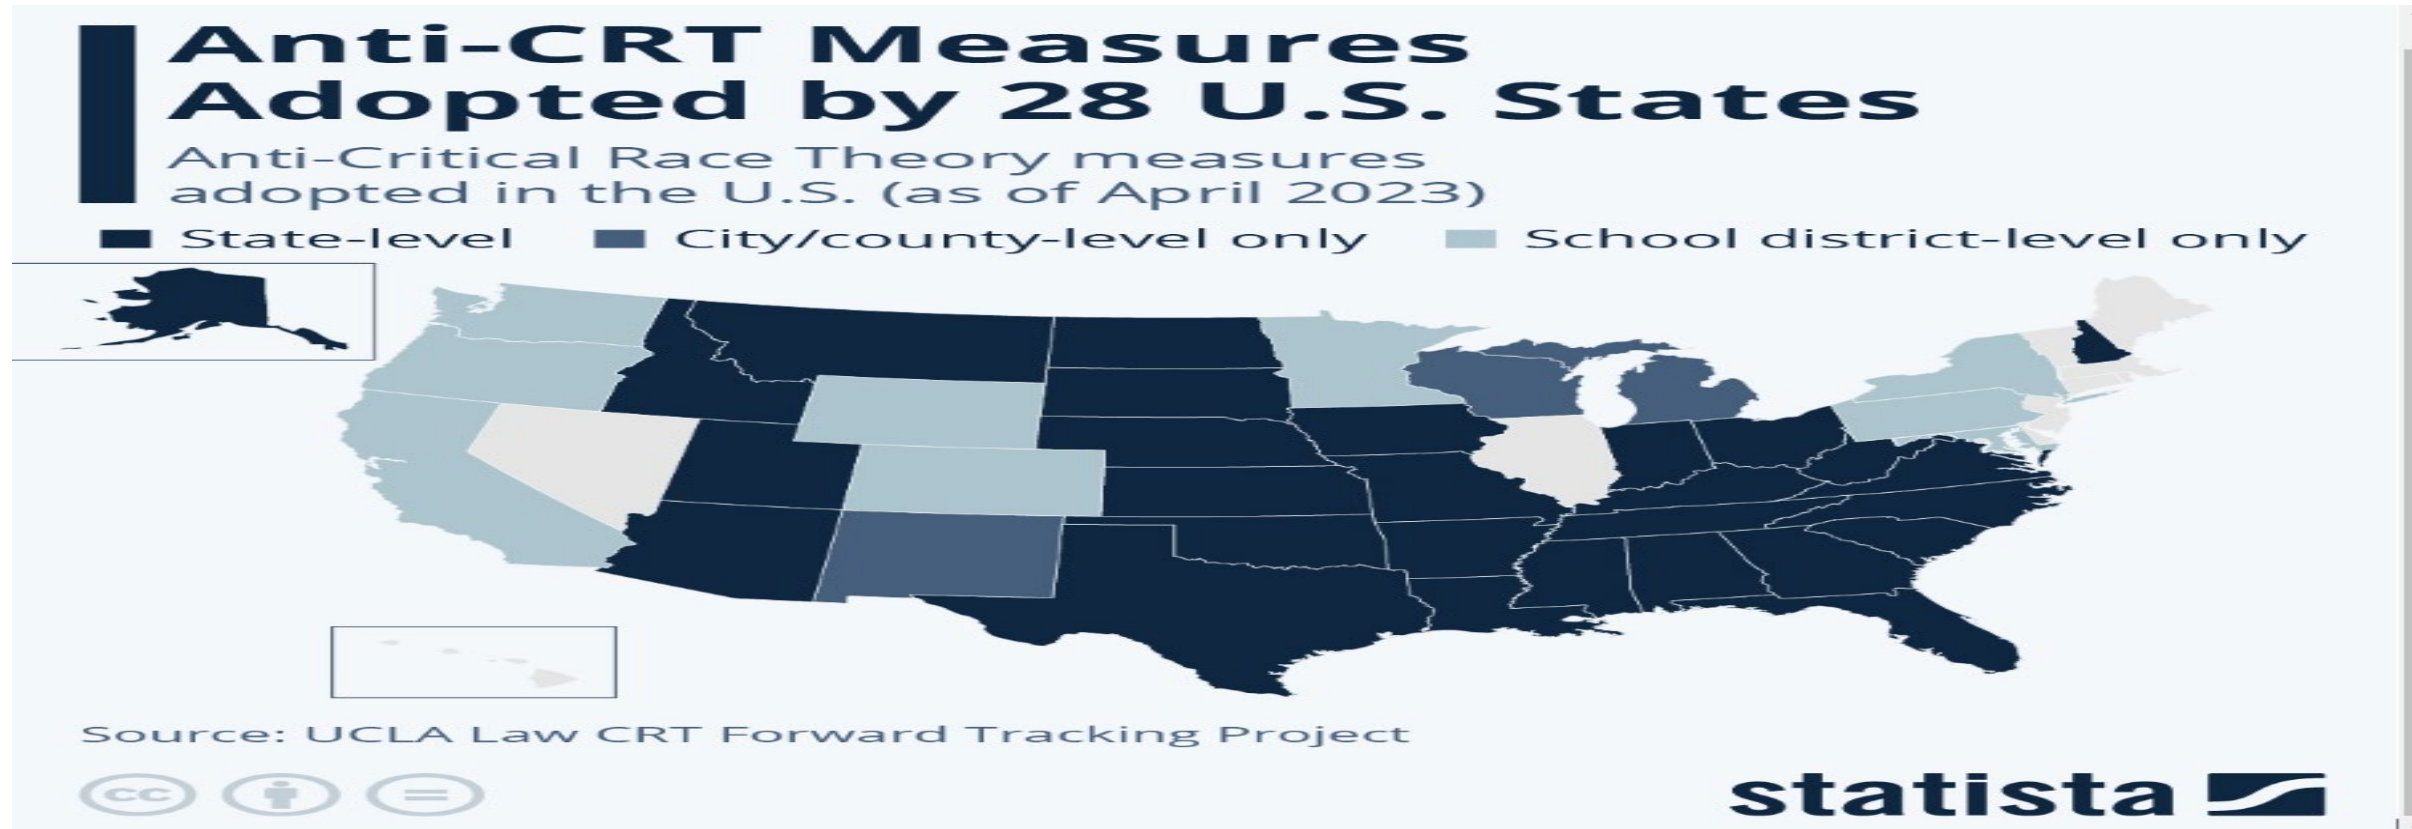 Anti-CRT Measures
Adopted by 28 U.S. States
Anti-Critical Race Theory measures
adopted in the U.S. (as of April 2023)
State-level City/county-level only School district-level only
Source: UCLA Law CRT Forward Tracking Project
cc
statista